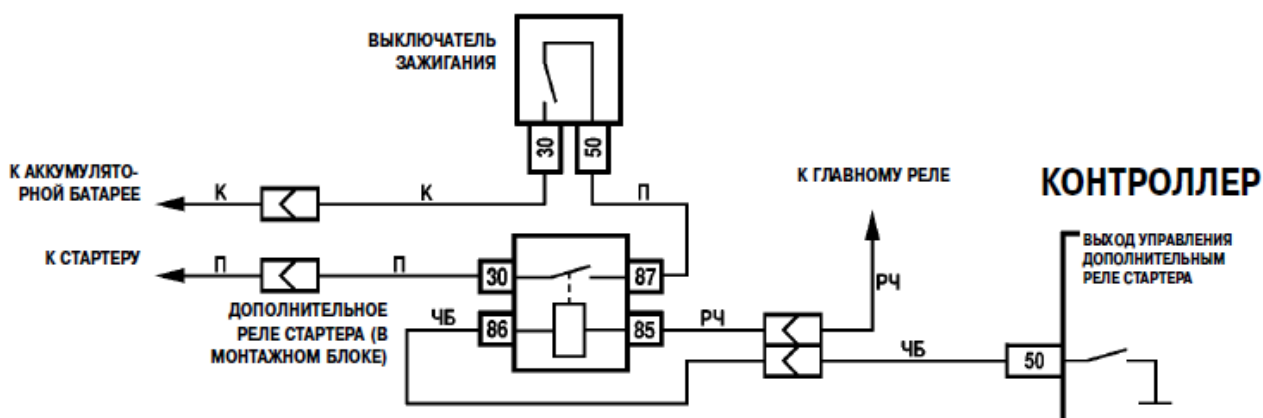 ВЫКЛЮЧАТЕЛЬ
ЗАЖИГАНИЯ
30
50
К АККУМУЛЯТО-
РНОЙ БАТАРЕЕ
К
К
П
К ГЛАВНОМУ РЕЛЕ
КОНТРОЛЛЕР
К СТАРТЕРУ
П
П
30
87
ВЫХОД УПРАВЛЕНИЯ
ДОПОЛНИТЕЛЬНЫМ
РЕЛЕ СТАРТЕРА
РЧ
ДОПОЛНИТЕЛЬНОЕ
РЕЛЕ СТАРТЕРА (В
МОНТАЖНОМ БЛОКЕ)
ЧБ
86
85
РЧ
ЧБ
50